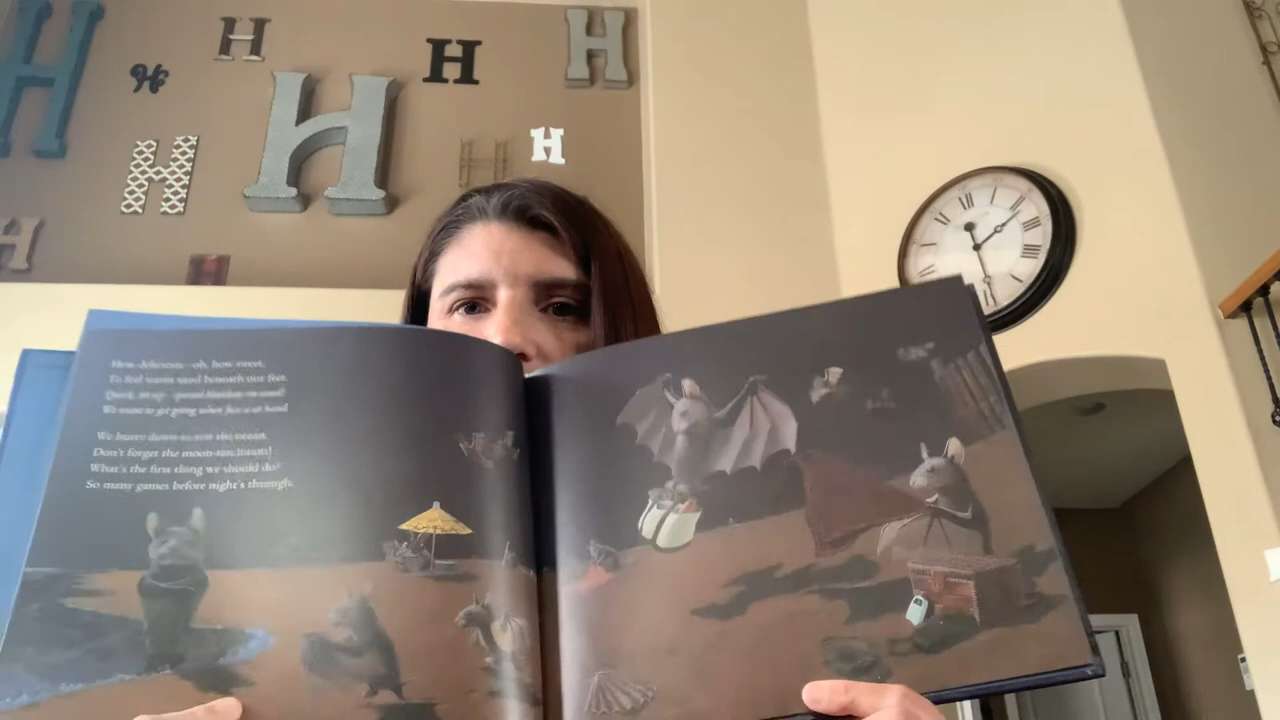 H
H
H
H
H
H
H
H
H
H
How delicious—oh, how sweet,
To feel warm sand beneath our feet.
Quick, set up—spread blankets on sand!
We want to get going when fun's at hand
We hurry down to test the ocean.
Don't forget the moon-tan lotion!
What's the first thing we should do?
So many games before night's through.